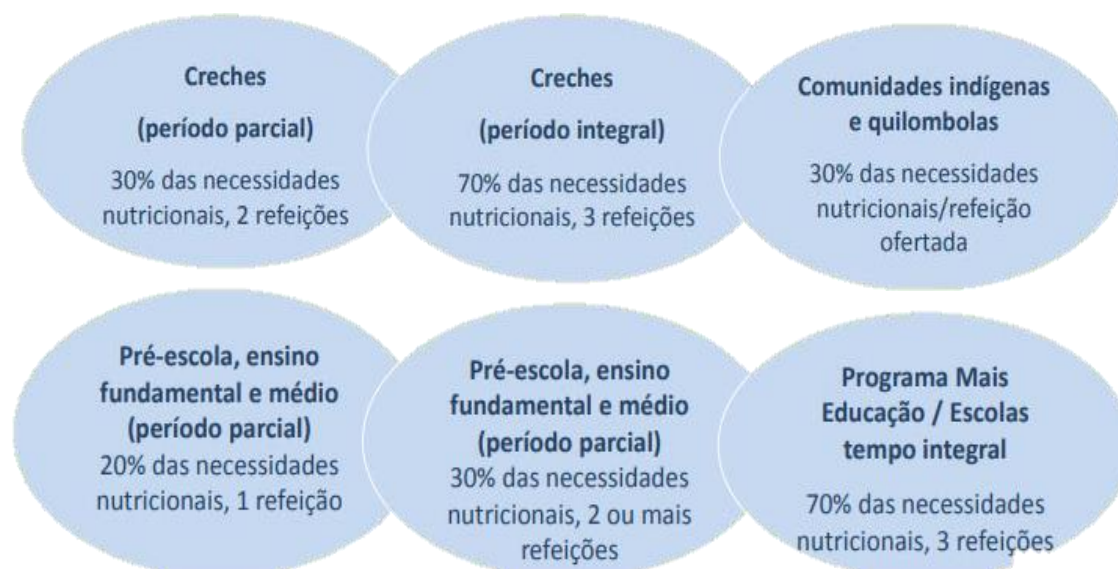 Creches
(período parcial)
30% das necessidades
nutricionais, 2 refeições
Creches
(período integral)
70% das necessidades
nutricionais, 3 refeições
Comunidades indígenas
e quilombolas
30% das necessidades
nutricionais/refeição
ofertada
Pré-escola, ensino
fundamental e médio
(período parcial)
20% das necessidades
nutricionais, 1 refeição
Pré-escola, ensino
fundamental e médio
(período parcial)
30% das necessidades
nutricionais, 2 ou mais
refeições
Programa Mais
Educação / Escolas
tempo integral
70% das necessidades
nutricionais, 3 refeições